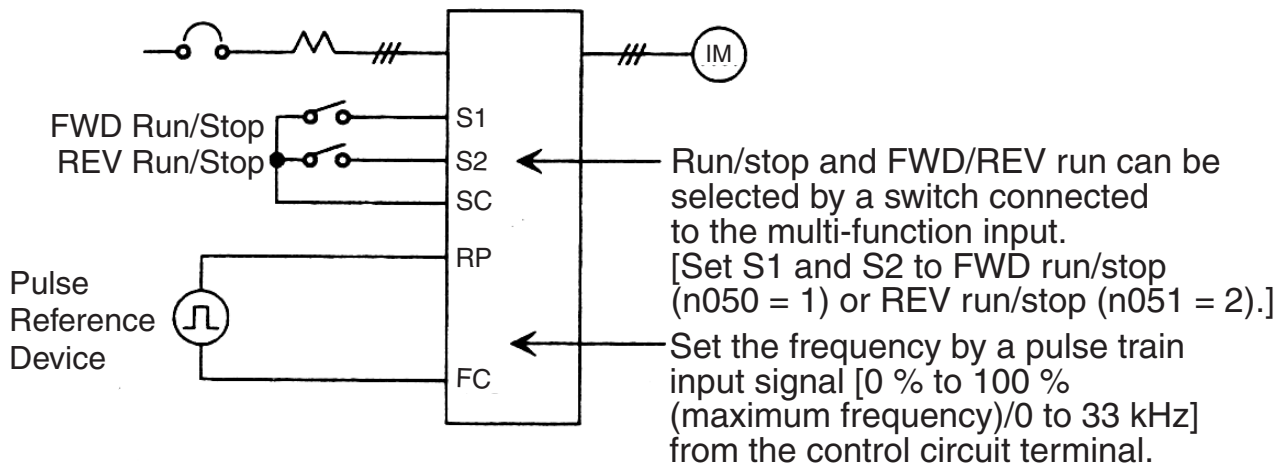 IM
FWD Run/Stop
REV Run/Stop
S1
S2
SC
RP
FC
Pulse
Reference
Device
Run/stop and FWD/REV run can be
selected by a switch connected
to the multi-function input.
[Set S1 and S2 to FWD run/stop
(n050 = 1) or REV run/stop (n051 = 2).]
Set the frequency by a pulse train
input signal [0 % to 100 %
(maximum frequency)/0 to 33 kHz]
from the control circuit terminal.